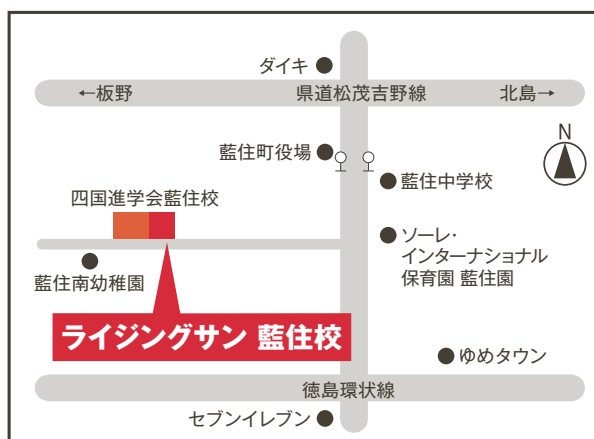 ダイキ
←板野
県道松茂吉野線
北島→
藍住町役場
N
藍住中学校
四国進学会藍住校
ソーレ・
インターナショナル
保育園 藍住園
藍住南幼稚園
ライジングサン 藍住校
ゆめタウン
徳島環状線
セブンイレブン